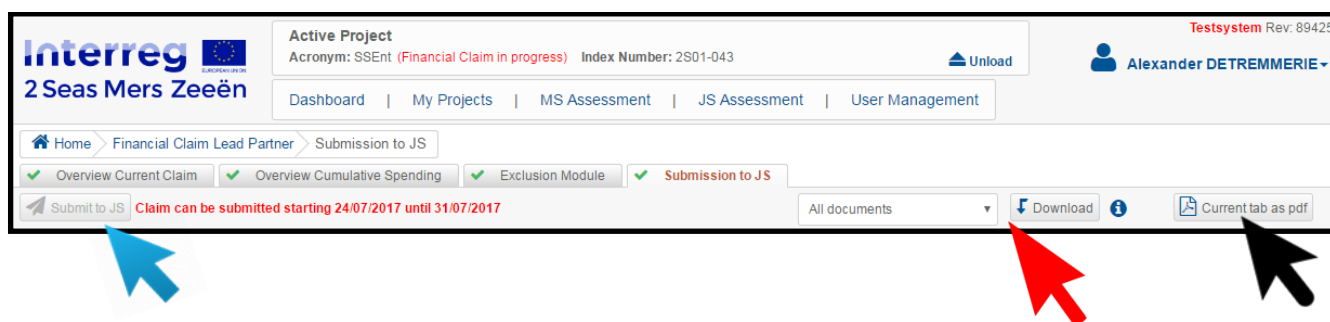 Interreg
EUROPEAN UNION
2 Seas Mers Zeeën
Active Project
Acronym: SSEnt (Financial Claim in progress) Index Number: 2S01-043
Unload
Testsystem Rev: 89425
Alexander DETREMMERIE
Dashboard | My Projects | MS Assessment | JS Assessment | User Management
Home Financial Claim Lead Partner Submission to JS
Overview Current Claim Overview Cumulative Spending Exclusion Module Submission to JS
Submit to JS Claim can be submitted starting 24/07/2017 until 31/07/2017 All documents Download Current tab as pdf